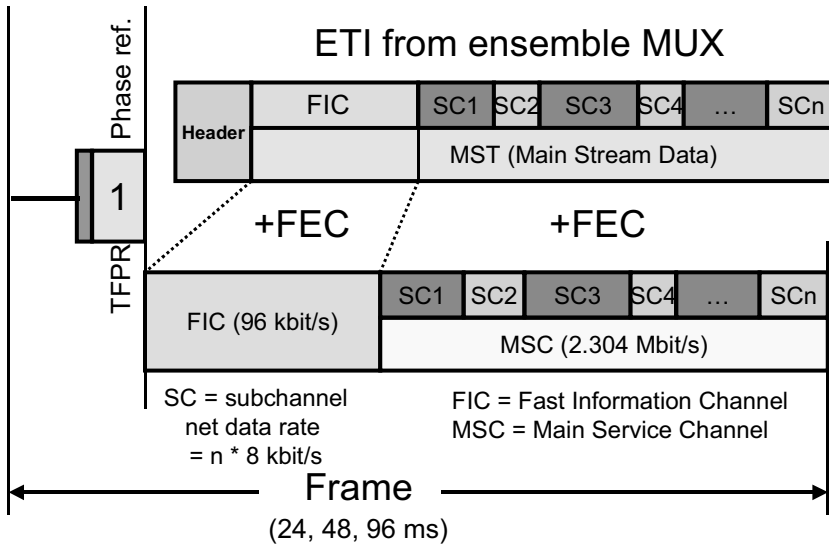 ETI from ensemble MUX
Phase ref.
Header
FIC
SC1 SC2 SC3 SC4 ... SCn
MST (Main Stream Data)
1
+FEC +FEC
TFPR
FIC (96 kbit/s)
SC1 SC2 SC3 SC4 ... SCn
MSC (2.304 Mbit/s)
SC = subchannel
net data rate
= n * 8 kbit/s
FIC = Fast Information Channel
MSC = Main Service Channel
Frame
(24, 48, 96 ms)